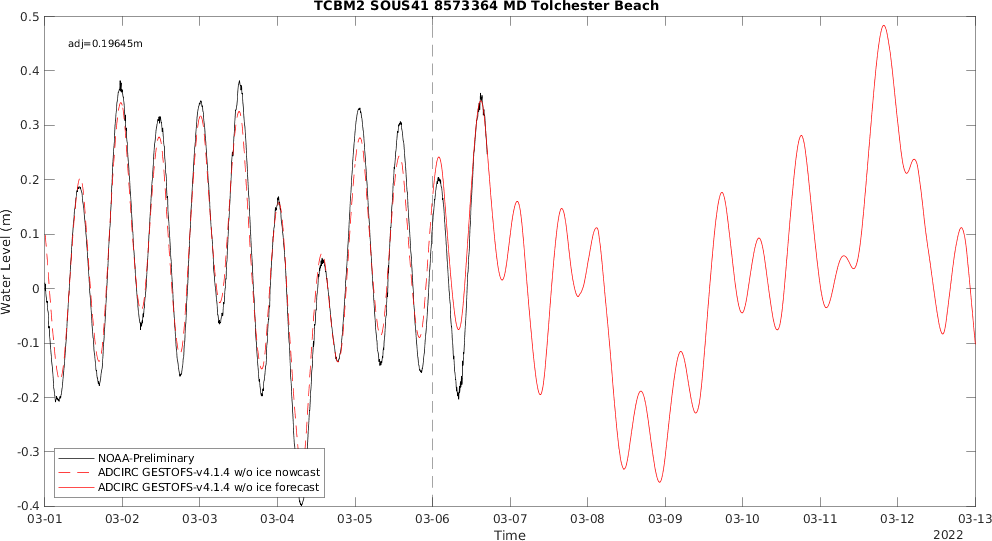 TCBM2 SOUS41 8573364 MD Tolchester Beach
adj=0.19645m
0.5
0.4
0.3
0.2
0.1
0
-0.1
-0.2
-0.3
-0.4
Water Level (m)
NOAA-Preliminary
ADCIRC GESTOFS-v4.1.4 w/o ice nowcast
ADCIRC GESTOFS-v4.1.4 w/o ice forecast
03-01 03-02 03-03 03-04 03-05 03-06 03-07 03-08 03-09 03-10 03-11 03-12 03-13
Time
2022